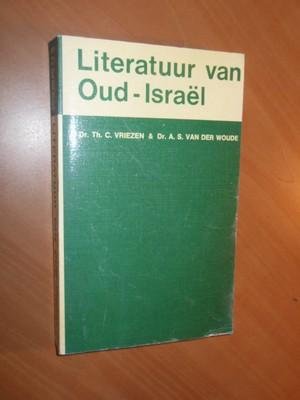 Literatuur van
Oud-Israël
Dr. Th. C. VRIEZEN & Dr. A. S. VAN DER WOUDE